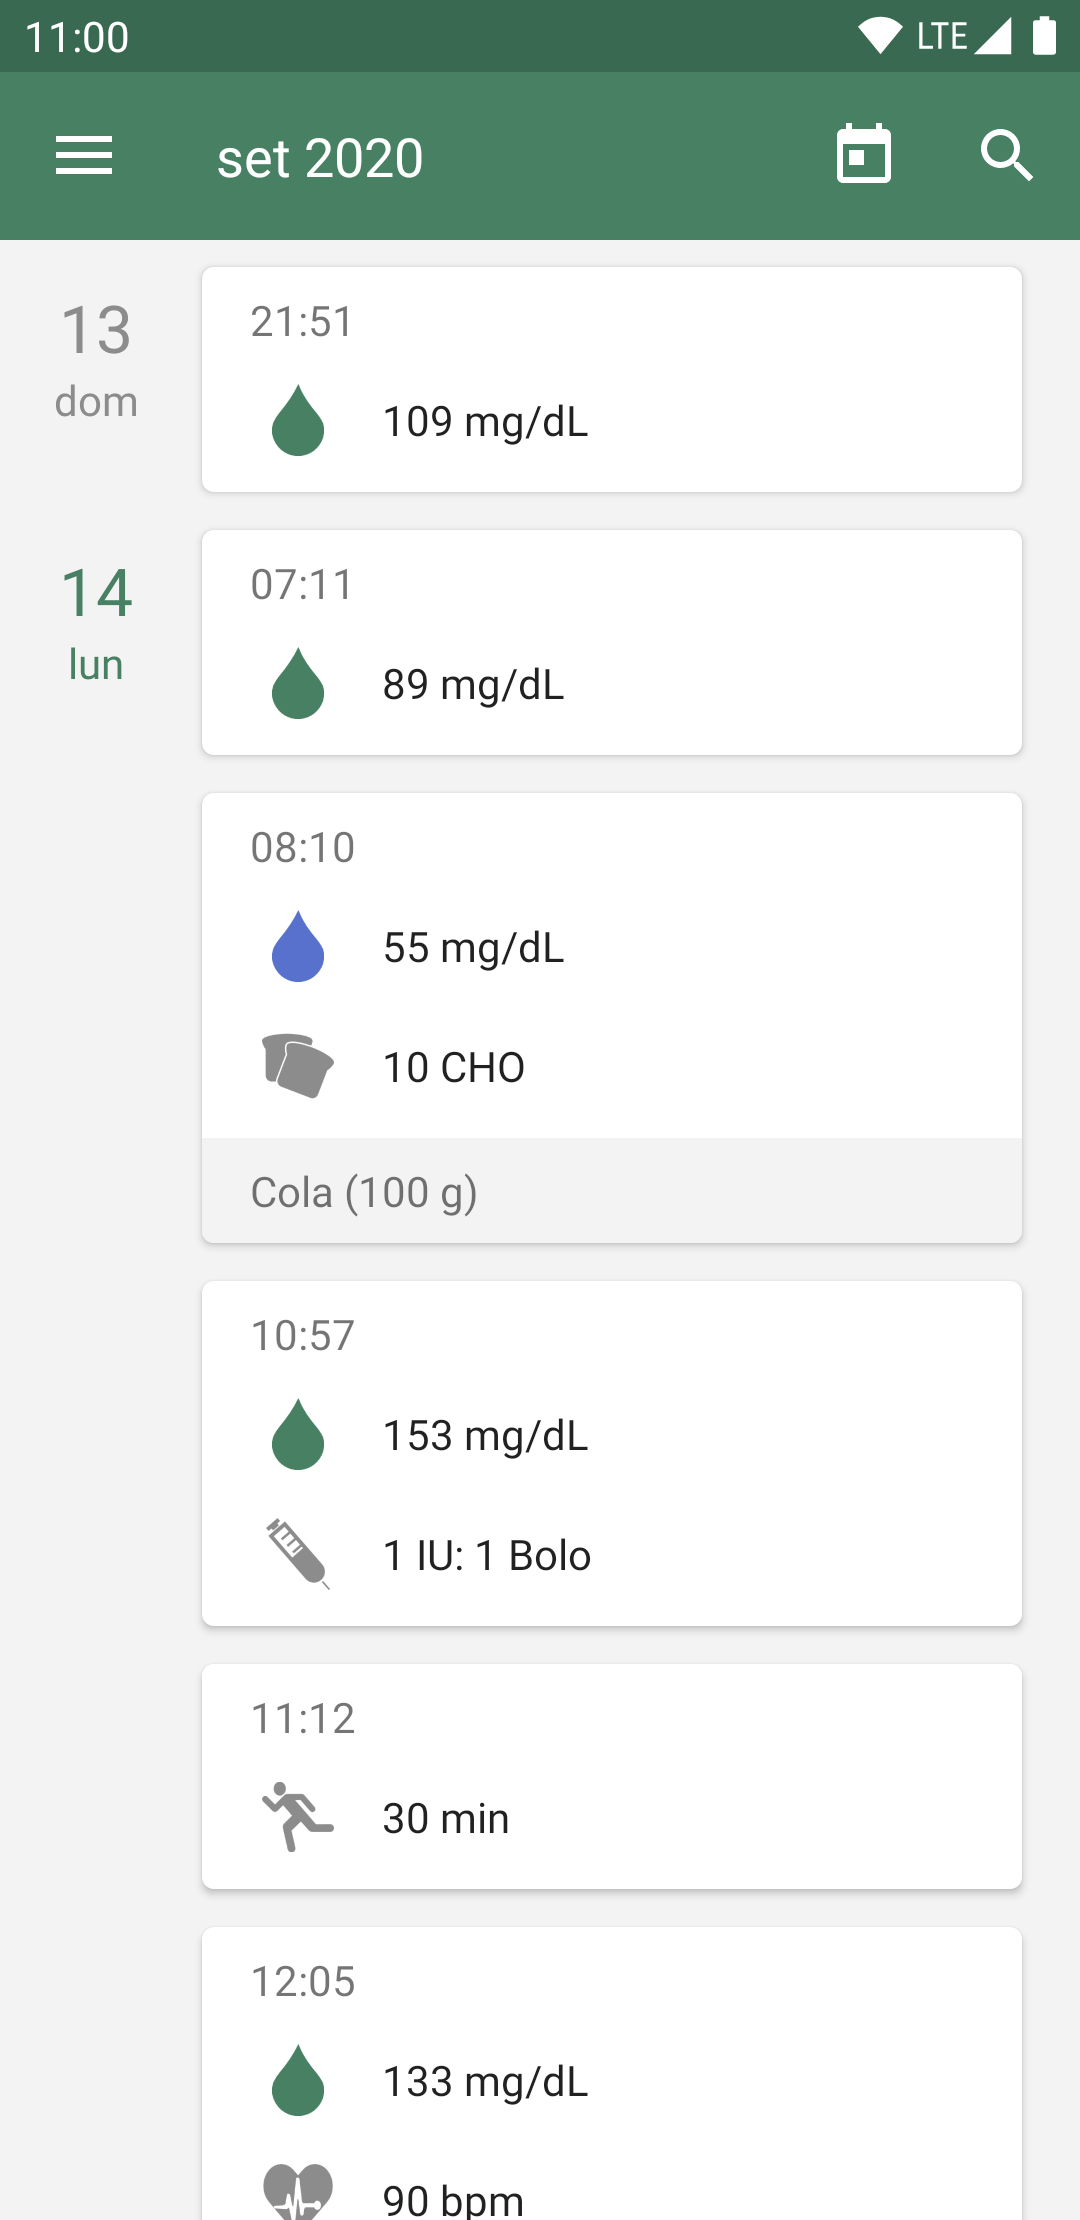 11:00 LTE
set 2020
13
dom
21:51
109 mg/dL
14
lun
07:11
89 mg/dL
08:10
55 mg/dL
10 CHO
Cola (100 g)
10:57
153 mg/dL
1 IU: 1 Bolo
11:12
30 min
12:05
133 mg/dL
90 bpm